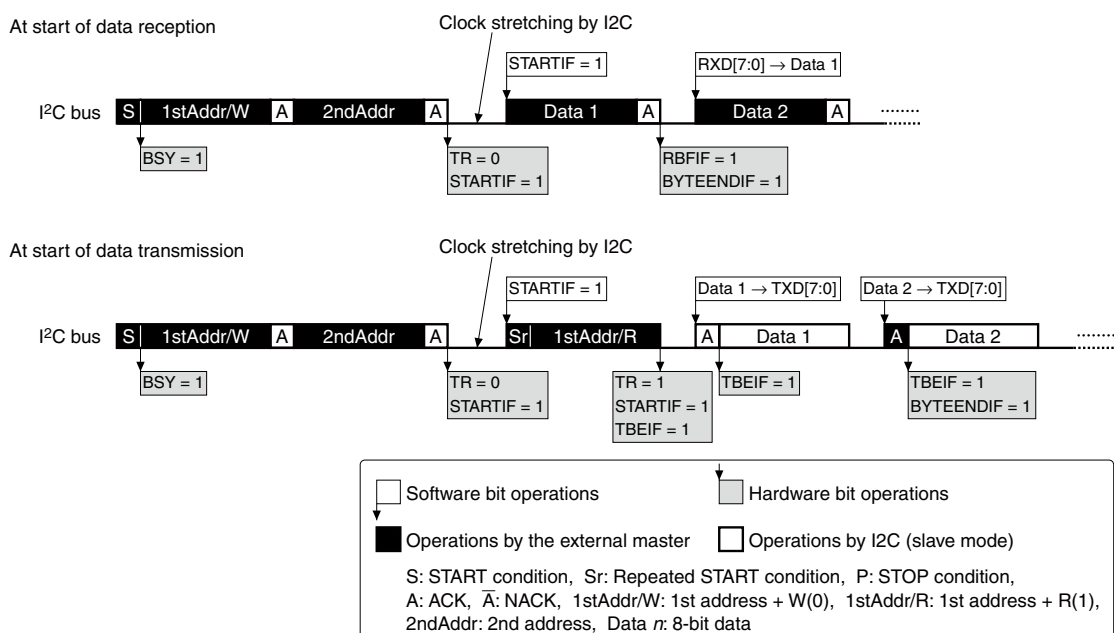 At start of data reception
Clock stretching by I2C
STARTIF = 1
RXD[7:0] → Data 1
I²C bus
S 1stAddr/W A 2ndAddr A Data 1 A Data 2 A
BSY = 1
TR = 0
STARTIF = 1
RBFIF = 1
BYTEENDIF = 1
At start of data transmission
Clock stretching by I2C
STARTIF = 1
Data 1 → TXD[7:0]
Data 2 → TXD[7:0]
I²C bus
S 1stAddr/W A 2ndAddr A Sr 1stAddr/R A Data 1 A Data 2
BSY = 1
TR = 0
STARTIF = 1
TR = 1
STARTIF = 1
TBEIF = 1
TBEIF = 1
TBEIF = 1
BYTEENDIF = 1
Software bit operations
Hardware bit operations
Operations by the external master
Operations by I2C (slave mode)
S: START condition, Sr: Repeated START condition, P: STOP condition,
A: ACK, A̅: NACK, 1stAddr/W: 1st address + W(0), 1stAddr/R: 1st address + R(1),
2ndAddr: 2nd address, Data n: 8-bit data